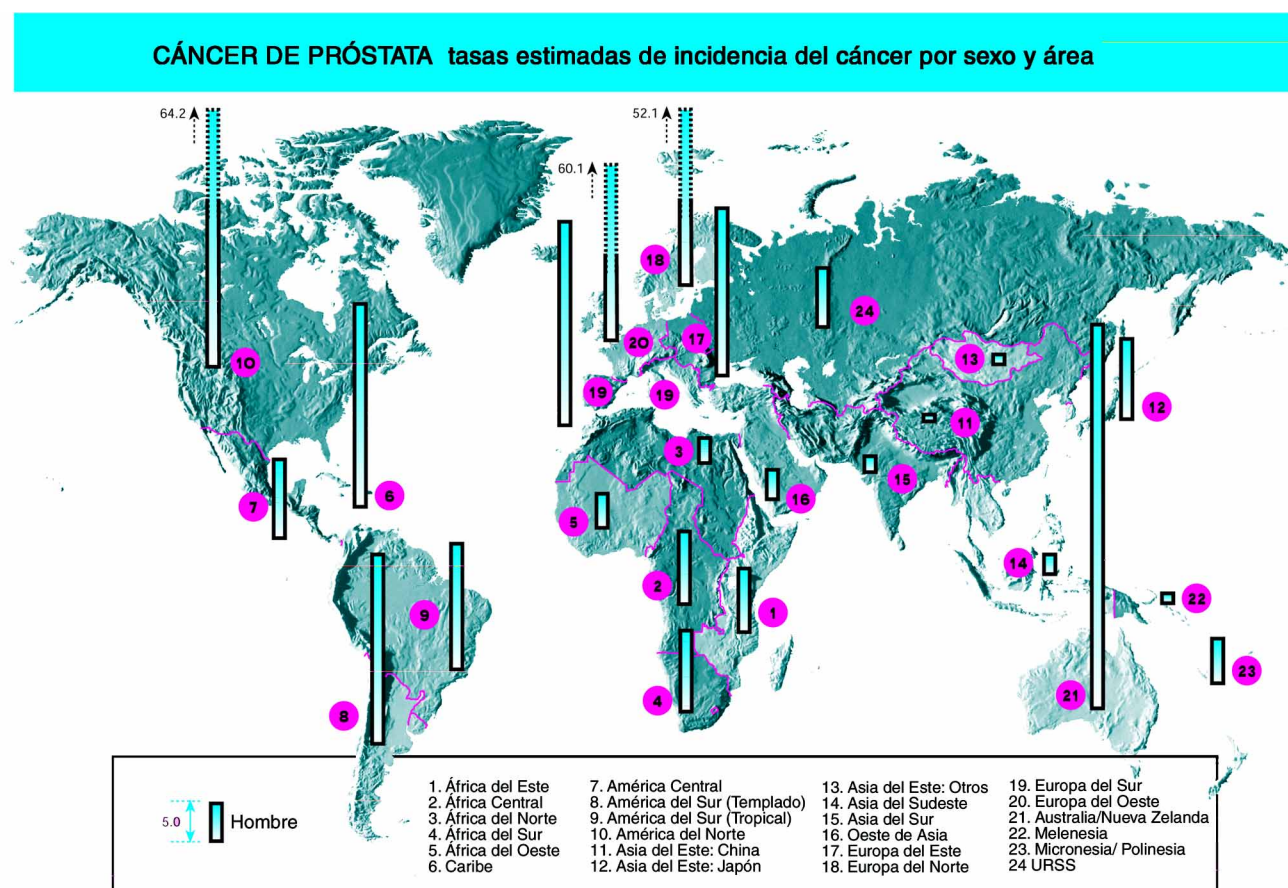 CÁNCER DE PRÓSTATA tasas estimadas de incidencia del cáncer por sexo y área
64.2
52.1
60.1
18
24
20
17
13
10
19
19
12
11
3
15
6
7
16
5
14
2
22
9
1
23
21
4
8
5.0
Hombre
1. África del Este
2. África Central
3. África del Norte
4. África del Sur
5. África del Oeste
6. Caribe
7. América Central
8. América del Sur (Templado)
9. América del Sur (Tropical)
10. América del Norte
11. Asia del Este: China
12. Asia del Este: Japón
13. Asia del Este: Otros
14. Asia del Sudeste
15. Asia del Sur
16. Oeste de Asia
17. Europa del Este
18. Europa del Norte
19. Europa del Sur
20. Europa del Oeste
21. Australia/Nueva Zelanda
22. Melenesia
23. Micronesia/ Polinesia
24 URSS